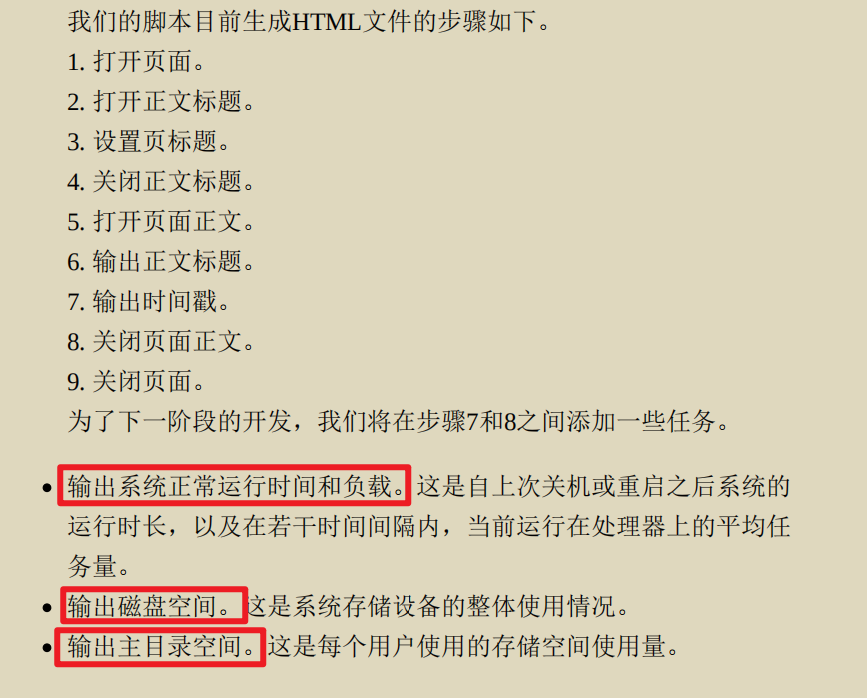 我们的脚本目前生成HTML文件的步骤如下。
1. 打开页面。
2. 打开正文标题。
3. 设置页标题。
4. 关闭正文标题。
5. 打开页面正文。
6. 输出正文标题。
7. 输出时间戳。
8. 关闭页面正文。
9. 关闭页面。
为了下一阶段的开发，我们将在步骤7和8之间添加一些任务。
• 输出系统正常运行时间和负载。这是自上次关机或重启之后系统的
运行时长，以及在若干时间间隔内，当前运行在处理器上的平均任
务量。
• 输出磁盘空间。这是系统存储设备的整体使用情况。
• 输出主目录空间。这是每个用户使用的存储空间使用量。